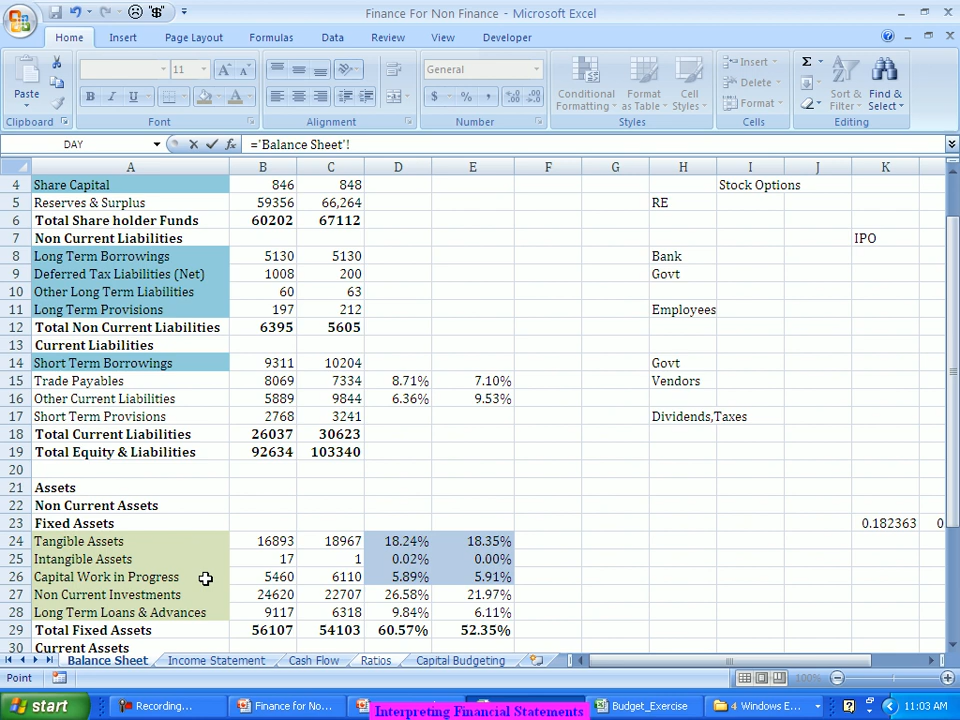 Finance For Non Finance - Microsoft Excel
Home Insert Page Layout Formulas Data Review View Developer
Paste
11
General
Conditional Formatting
Format as Table
Cell Styles
Insert
Delete
Format
Sort & Filter
Find & Select
Clipboard Font Alignment Number Styles Cells Editing
DAY ='Balance Sheet'!
A B C D E F G H I J K
4 Share Capital 846 848 Stock Options
5 Reserves & Surplus 59356 66,264 RE
6 Total Share holder Funds 60202 67112
7 Non Current Liabilities IPO
8 Long Term Borrowings 5130 5130 Bank
9 Deferred Tax Liabilities (Net) 1008 200 Govt
10 Other Long Term Liabilities 60 63
11 Long Term Provisions 197 212 Employees
12 Total Non Current Liabilities 6395 5605
13 Current Liabilities
14 Short Term Borrowings 9311 10204 Govt
15 Trade Payables 8069 7334 8.71% 7.10% Vendors
16 Other Current Liabilities 5889 9844 6.36% 9.53%
17 Short Term Provisions 2768 3241 Dividends,Taxes
18 Total Current Liabilities 26037 30623
19 Total Equity & Liabilities 92634 103340
20
21 Assets
22 Non Current Assets
23 Fixed Assets 0.182363 0
24 Tangible Assets 16893 18967 18.24% 18.35%
25 Intangible Assets 17 1 0.02% 0.00%
26 Capital Work in Progress 5460 6110 5.89% 5.91%
27 Non Current Investments 24620 22707 26.58% 21.97%
28 Long Term Loans & Advances 9117 6318 9.84% 6.11%
29 Total Fixed Assets 56107 54103 60.57% 52.35%
30 Current Assets
Balance Sheet Income Statement Cash Flow Ratios Capital Budgeting
Point 100%
start Recording... Finance for No... Budget_Exercise 4 Windows E... 11:03 AM
Interpreting Financial Statements